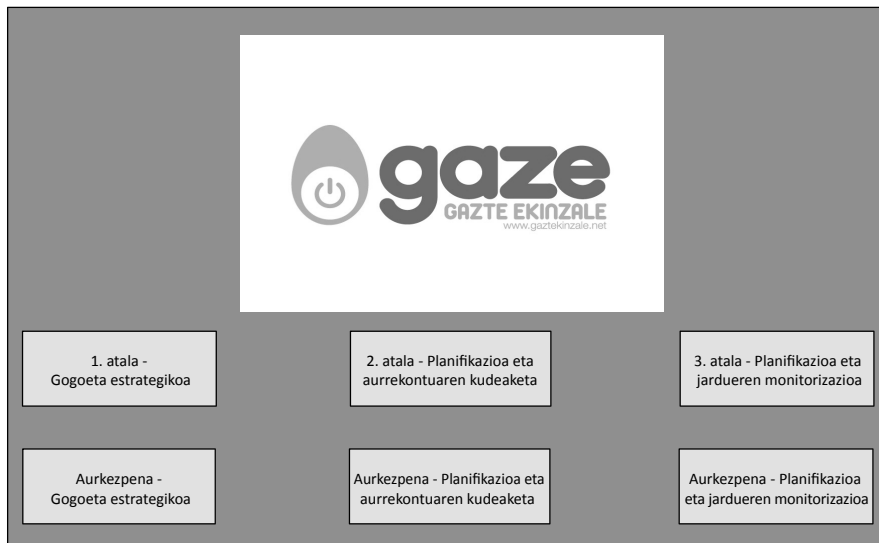 gaze
GAZTE EKINZALE
www.gaztekinzale.net
1. atala -
Gogoeta estrategikoa
2. atala - Planifikazioa eta
aurrekontuaren kudeaketa
3. atala - Planifikazioa eta
jardueren monitorizazioa
Aurkezpena -
Gogoeta estrategikoa
Aurkezpena - Planifikazioa eta
aurrekontuaren kudeaketa
Aurkezpena - Planifikazioa
eta jardueren monitorizazioa